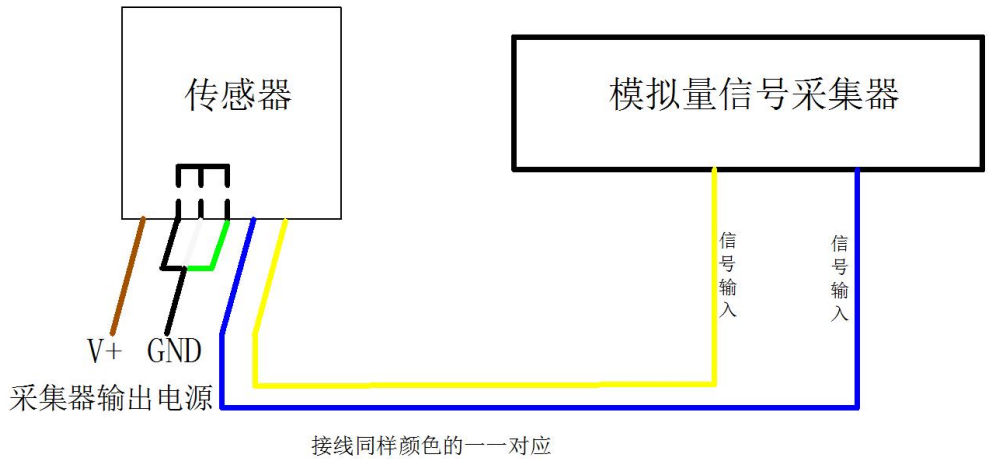 传感器
模拟量信号采集器
信号输入
信号输入
V+ GND
采集器输出电源
接线同样颜色的一一对应